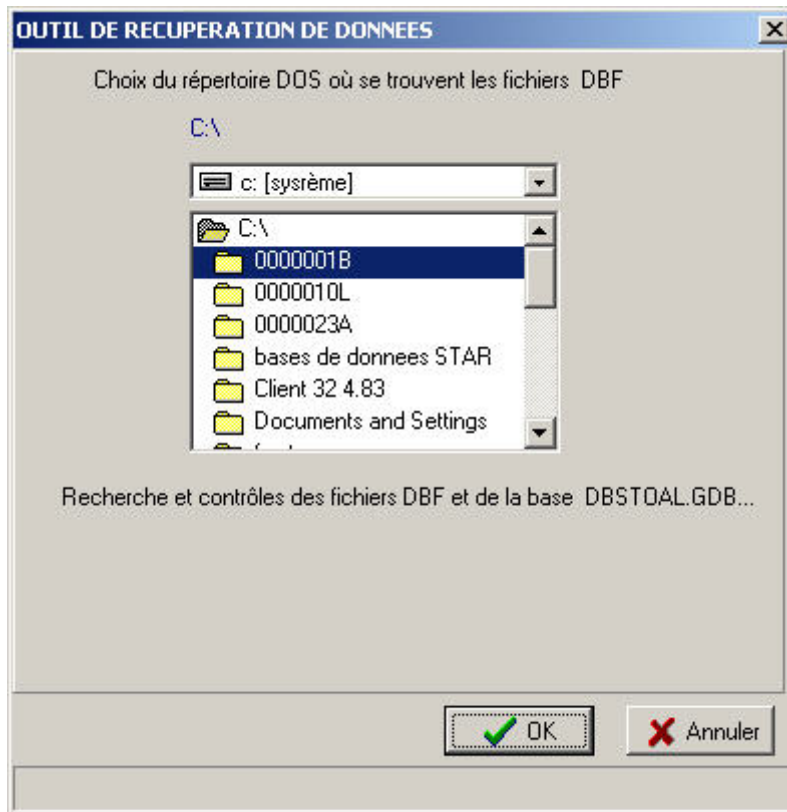 OUTIL DE RECUPERATION DE DONNEES
Choix du répertoire DOS où se trouvent les fichiers DBF
C:\
c: [sysrème]
C:\
0000001B
0000010L
0000023A
bases de donnees STAR
Client 32 4.83
Documents and Settings
Recherche et contrôles des fichiers DBF et de la base DBSTOAL.GDB...
OK
Annuler